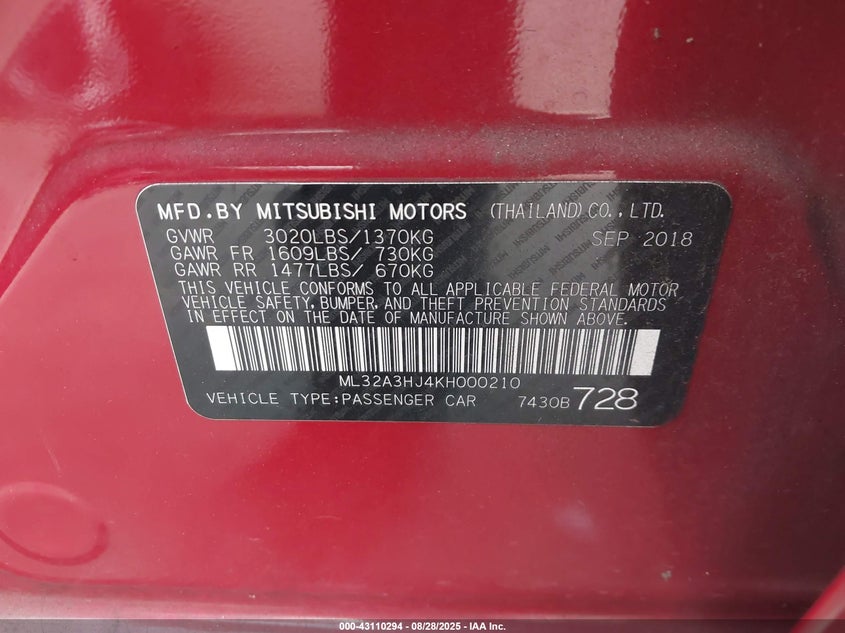 MFD.BY MITSUBISHI MOTORS (THAILAND)CO.,LTD.
GVWR 3020LBS/1370KG SEP 2018
GAWR FR 1609LBS/ 730KG
GAWR RR 1477LBS/ 670KG
THIS VEHICLE CONFORMS TO ALL APPLICABLE FEDERAL MOTOR
VEHICLE SAFETY, BUMPER, AND THEFT PREVENTION STANDARDS
IN EFFECT ON THE DATE OF MANUFACTURE SHOWN ABOVE.
ML32A3HJ4KH000210
VEHICLE TYPE:PASSENGER CAR 7430B 728
000-43110294 - 08/28/2025 - IAA Inc.